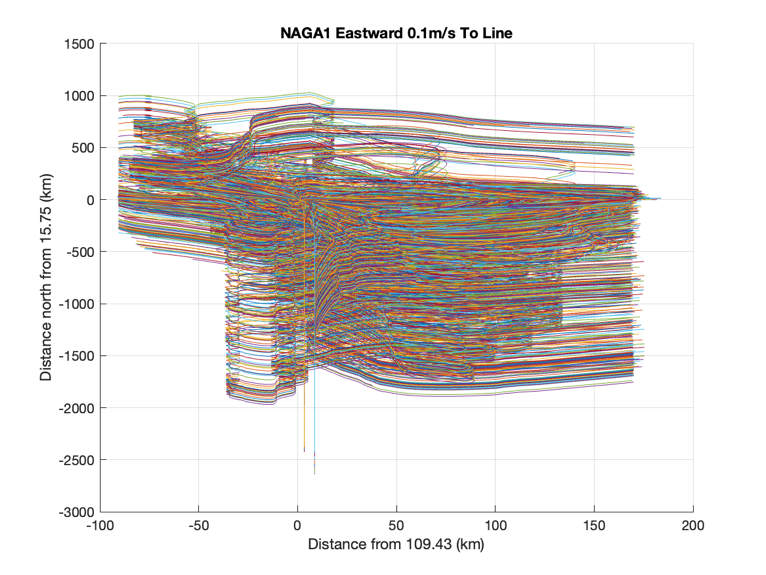 NAGA1 Eastward 0.1m/s To Line
1500
1000
500
0
-500
-1000
-1500
-2000
-2500
-3000
Distance north from 15.75 (km)
-100 -50 0 50 100 150 200
Distance from 109.43 (km)